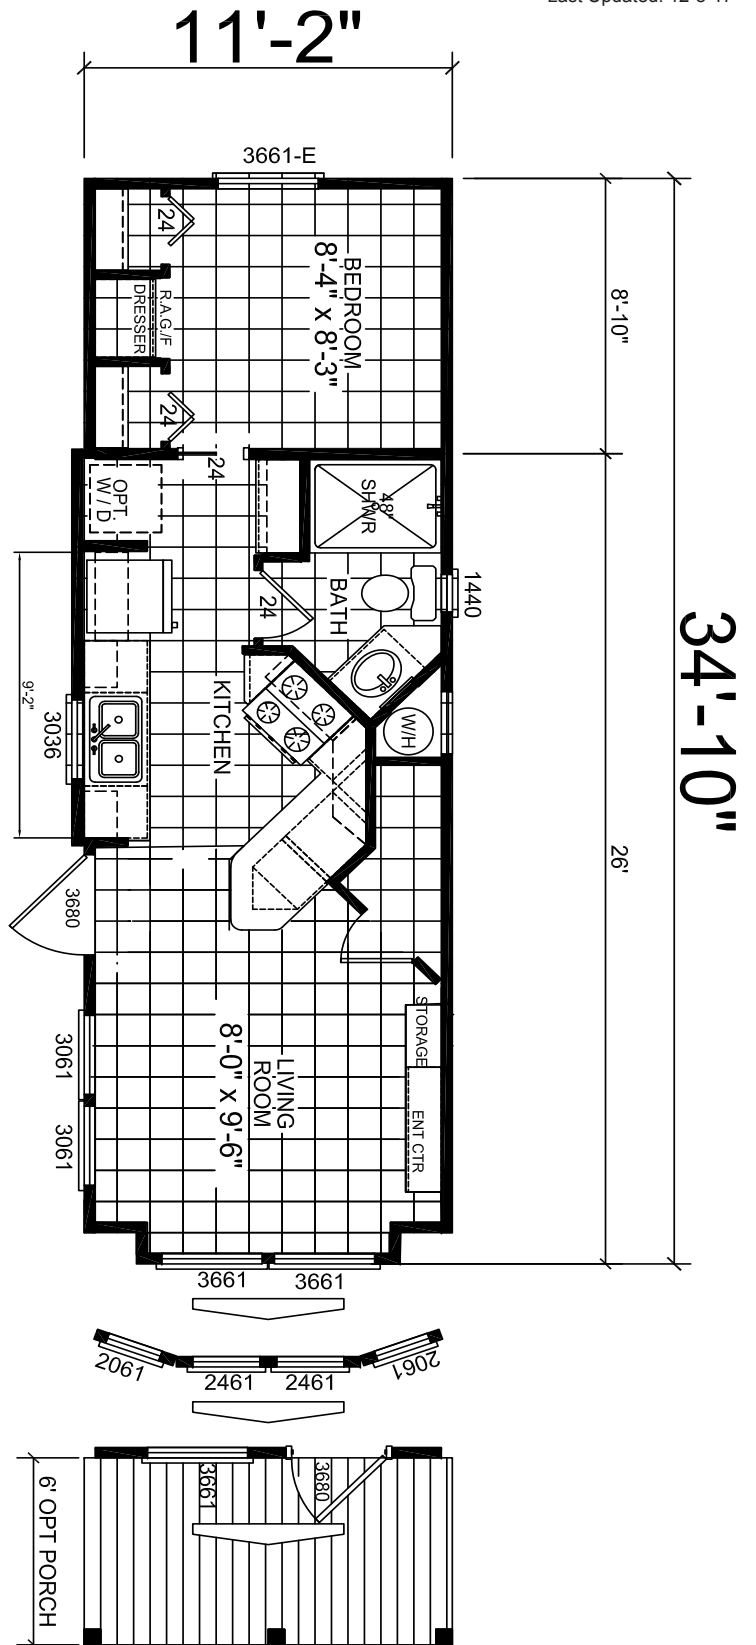 11'-2"
3661-E
24
BEDROOM
8'-4" x 8'-3"
8'-10"
R.A.G./F
DRESSER
24
24
OPT.
W / D
48"
SHWR
BATH
24
1440
34'-10"
KITCHEN
9'-2"
3036
W/H
26'
3680
STORAGE
3061
LIVING
ROOM
8'-0" x 9'-6"
3061
ENT CTR
3661
3661
2061
2461
2461
2061
3661
3680
6' OPT PORCH